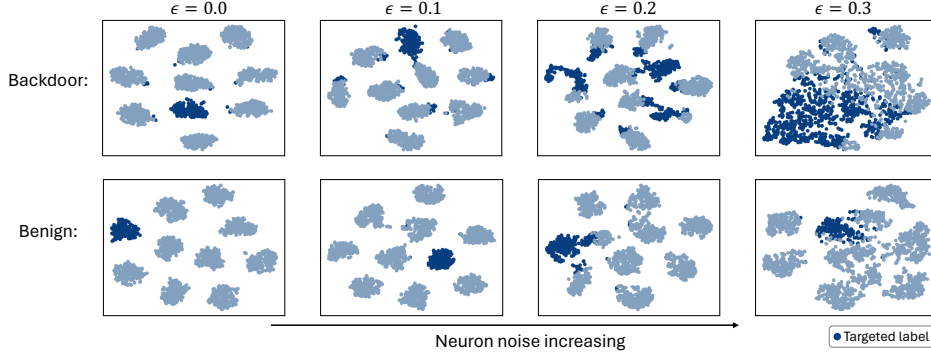 ϵ = 0.0
ϵ = 0.1
ϵ = 0.2
ϵ = 0.3
Backdoor:
Benign:
Neuron noise increasing
Targeted label